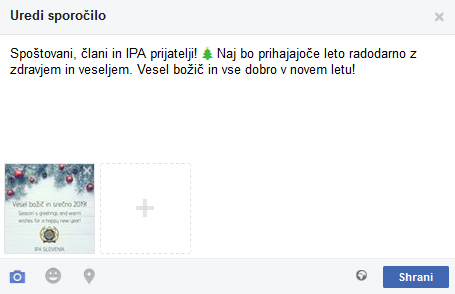 Uredi sporočilo
Spoštovani, člani in IPA prijatelji! 🎄 Naj bo prihajajoče leto radodarno z
zdravjem in veseljem. Vesel božič in vse dobro v novem letu!
Vesel božič in srečno 2019!
Season's greetings and warm
wishes for a happy new year!
IPA SLOVENIA
Shrani